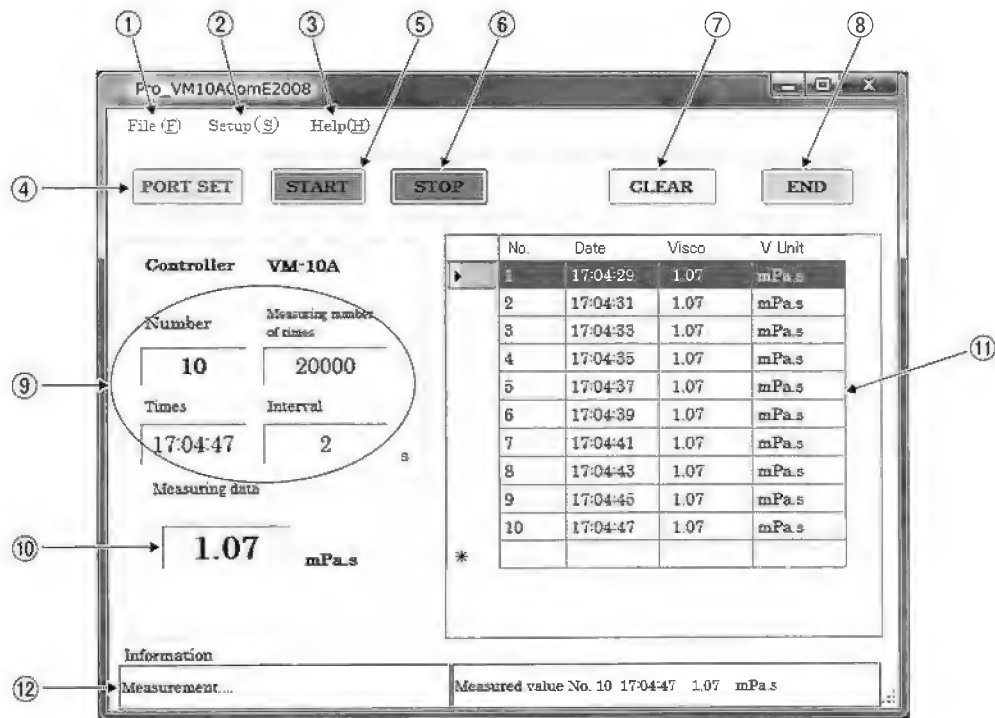 ① ② ③ ⑤ ⑥ ⑦ ⑧
Pro_VM10AComE2008
File (F) Setup (S) Help(H)
④ PORT SET START STOP CLEAR END
Controller VM-10A
Number Measuring number
of times
10 20000
⑨
Times Interval
17:04:47 2 s
Measuring data
⑩ 1.07 mPa.s
No. Date Visco V Unit
1 17:04:29 1.07 mPa.s
2 17:04:31 1.07 mPa.s
3 17:04:33 1.07 mPa.s
4 17:04:35 1.07 mPa.s
5 17:04:37 1.07 mPa.s
6 17:04:39 1.07 mPa.s
7 17:04:41 1.07 mPa.s
8 17:04:43 1.07 mPa.s
9 17:04:45 1.07 mPa.s
10 17:04:47 1.07 mPa.s
*
⑪
Information
⑫ Measurement.... Measured value No. 10 17:04:47 1.07 mPa.s